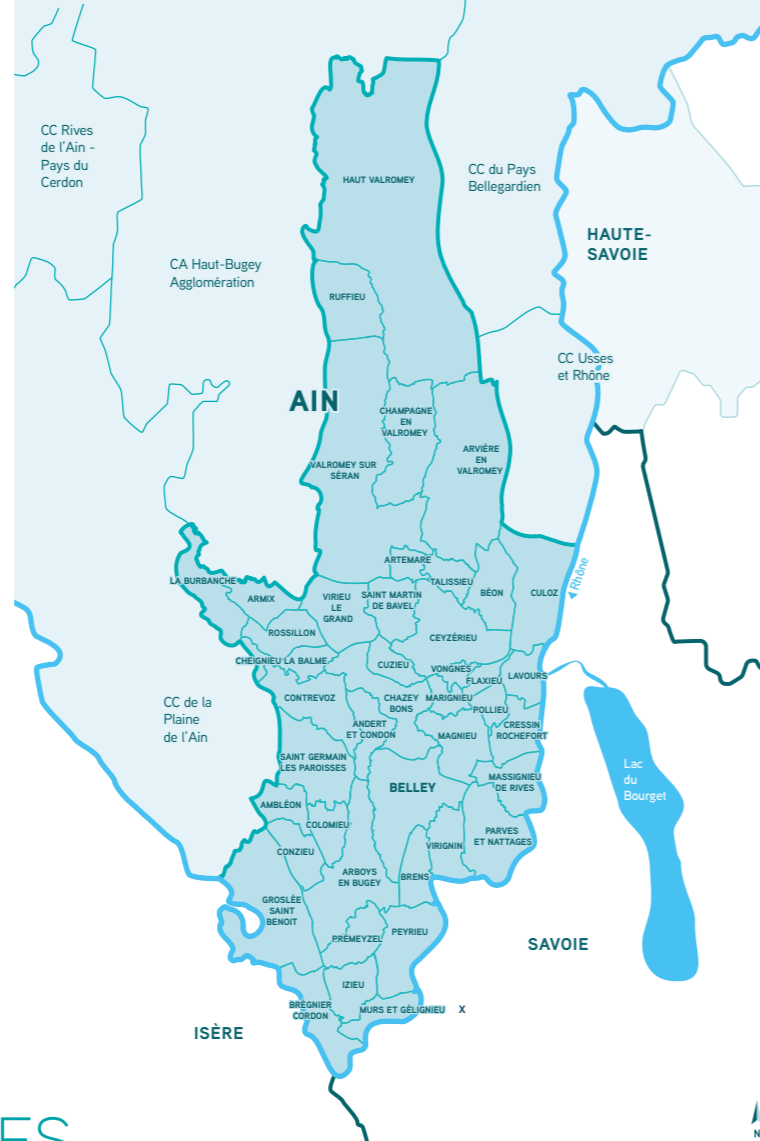 CC Rives
de l'Ain -
Pays du
Cerdon
HAUT VALROMEY
CC du Pays
Bellegardien
HAUTE-
SAVOIE
CA Haut-Bugey
Agglomération
RUFFIEU
CC Usses
et Rhône
AIN
CHAMPAGNE
EN
VALROMEY
ARVIÈRE
EN
VALROMEY
VALROMEY SUR
SÉRAN
ARTEMARE
TALISSIEU
BÉON
CULOZ
Rhône
LA BURBANCHE
ARMIX
VIRIEU
LE
GRAND
SAINT MARTIN
DE BAVEL
ROSSILLON
CEYZÉRIEU
CHEIGNIEU LA BALME
CUZIEU
VONGNES
FLAXIEU
LAVOURS
CONTREVOZ
CHAZEY
BONS
MARIGNIEU
POLLIEU
CC de la
Plaine
de l'Ain
ANDERT
ET CONDON
MAGNIEU
CRESSIN
ROCHEFORT
SAINT GERMAIN
LES PAROISSES
BELLEY
MASSIGNIEU
DE RIVES
Lac
du
Bourget
AMBLÉON
COLOMIEU
CONZIEU
VIRIGNIN
PARVES
ET NATTAGES
ARBOYS
EN BUGEY
BRENS
GROSLÉE
SAINT
BENOIT
PRÉMEYZEL
PEYRIEU
SAVOIE
IZIEU
BRÉGNIER
CORDON
MURS ET GÉLIGNIEU
X
ISÈRE
ES
N